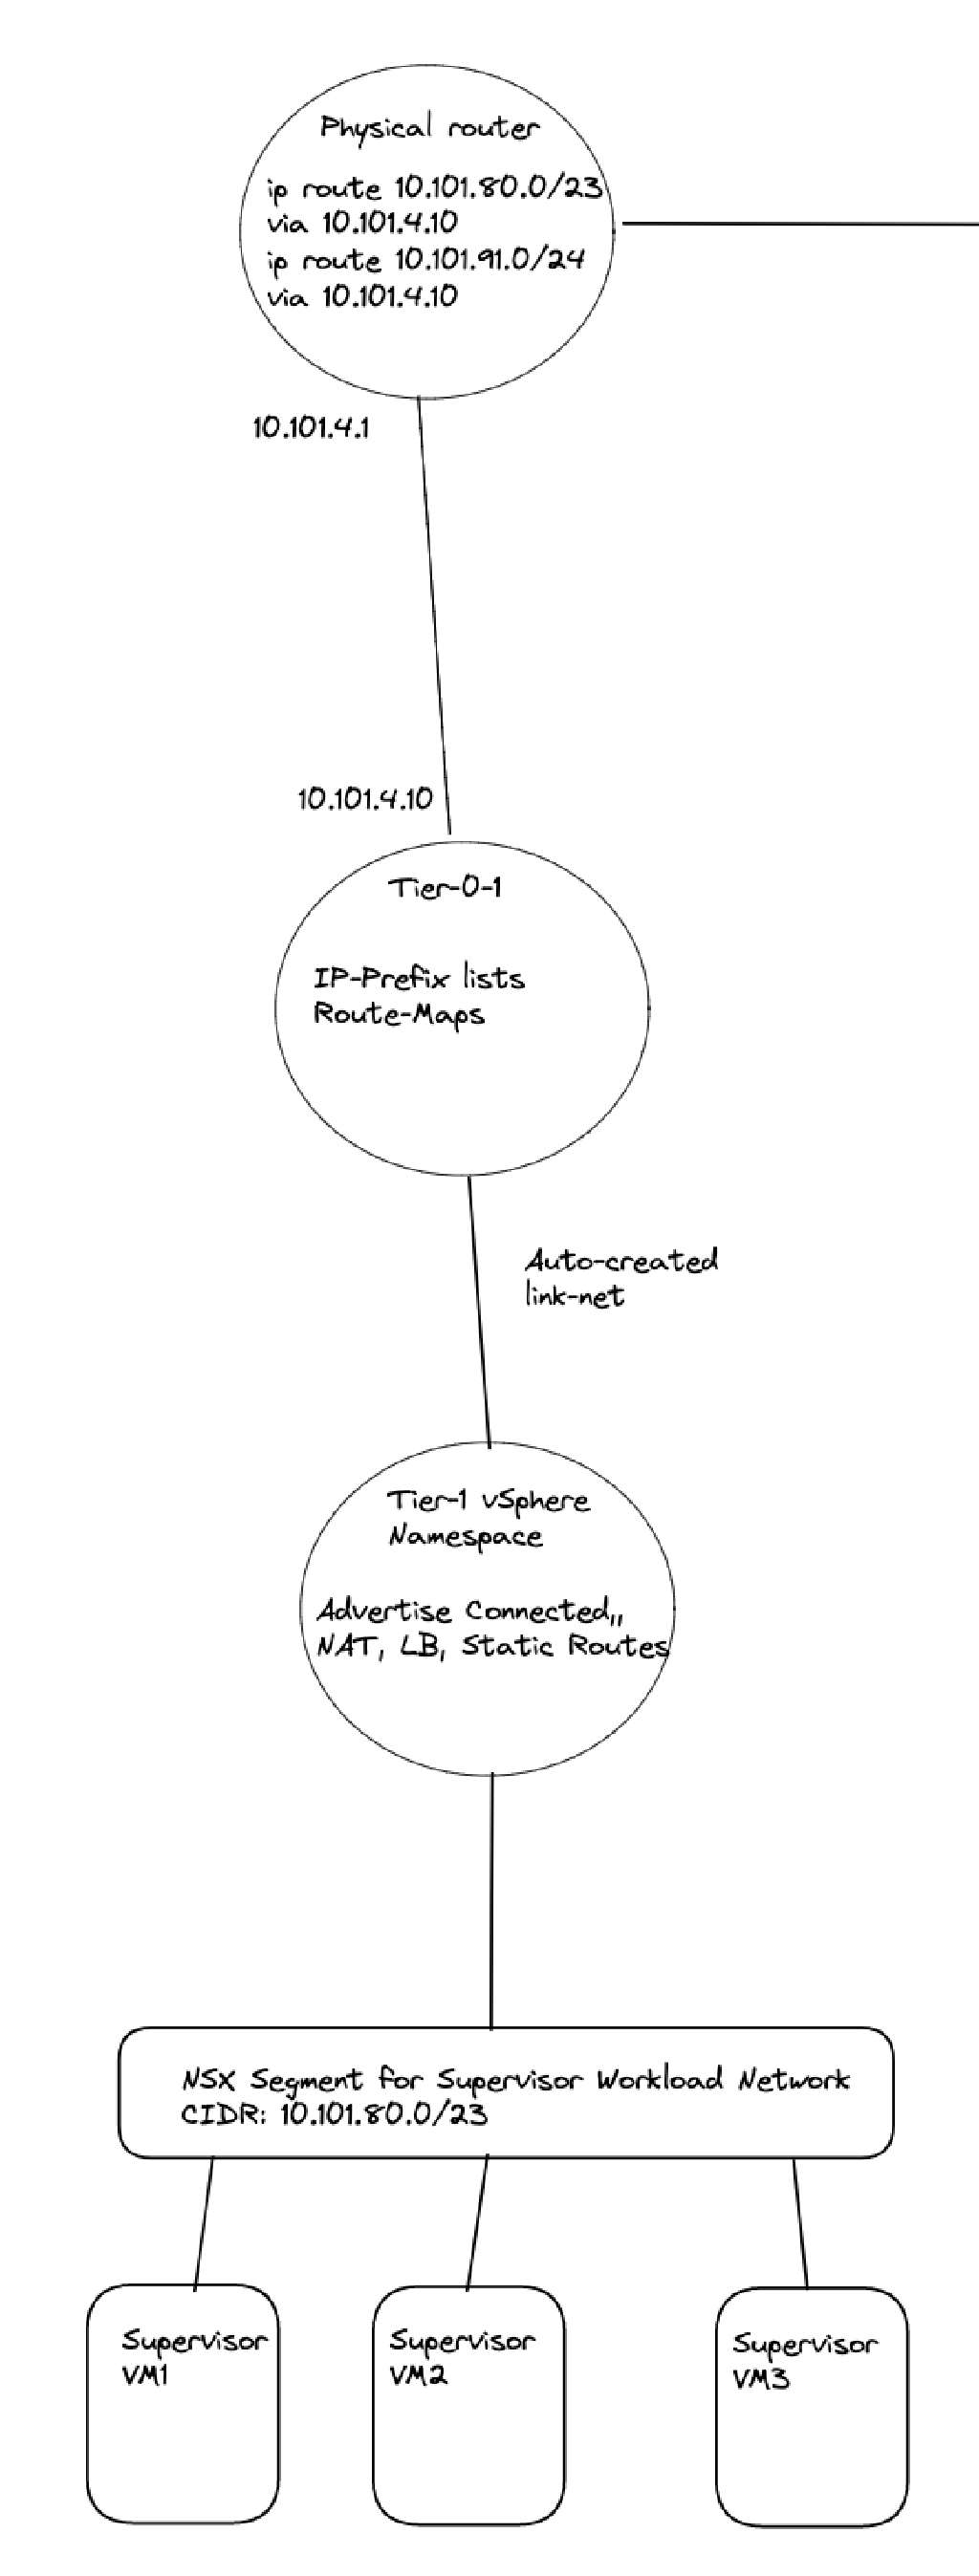 Physical router
ip route 10.101.80.0/23
via 10.101.4.10
ip route 10.101.91.0/24
via 10.101.4.10
10.101.4.1
10.101.4.10
Tier-0-1
IP-Prefix lists
Route-Maps
Auto-created
link-net
Tier-1 vSphere
Namespace
Advertise Connected,,
NAT, LB, Static Routes
NSX Segment for Supervisor Workload Network
CIDR: 10.101.80.0/23
Supervisor
VM1
Supervisor
VM2
Supervisor
VM3